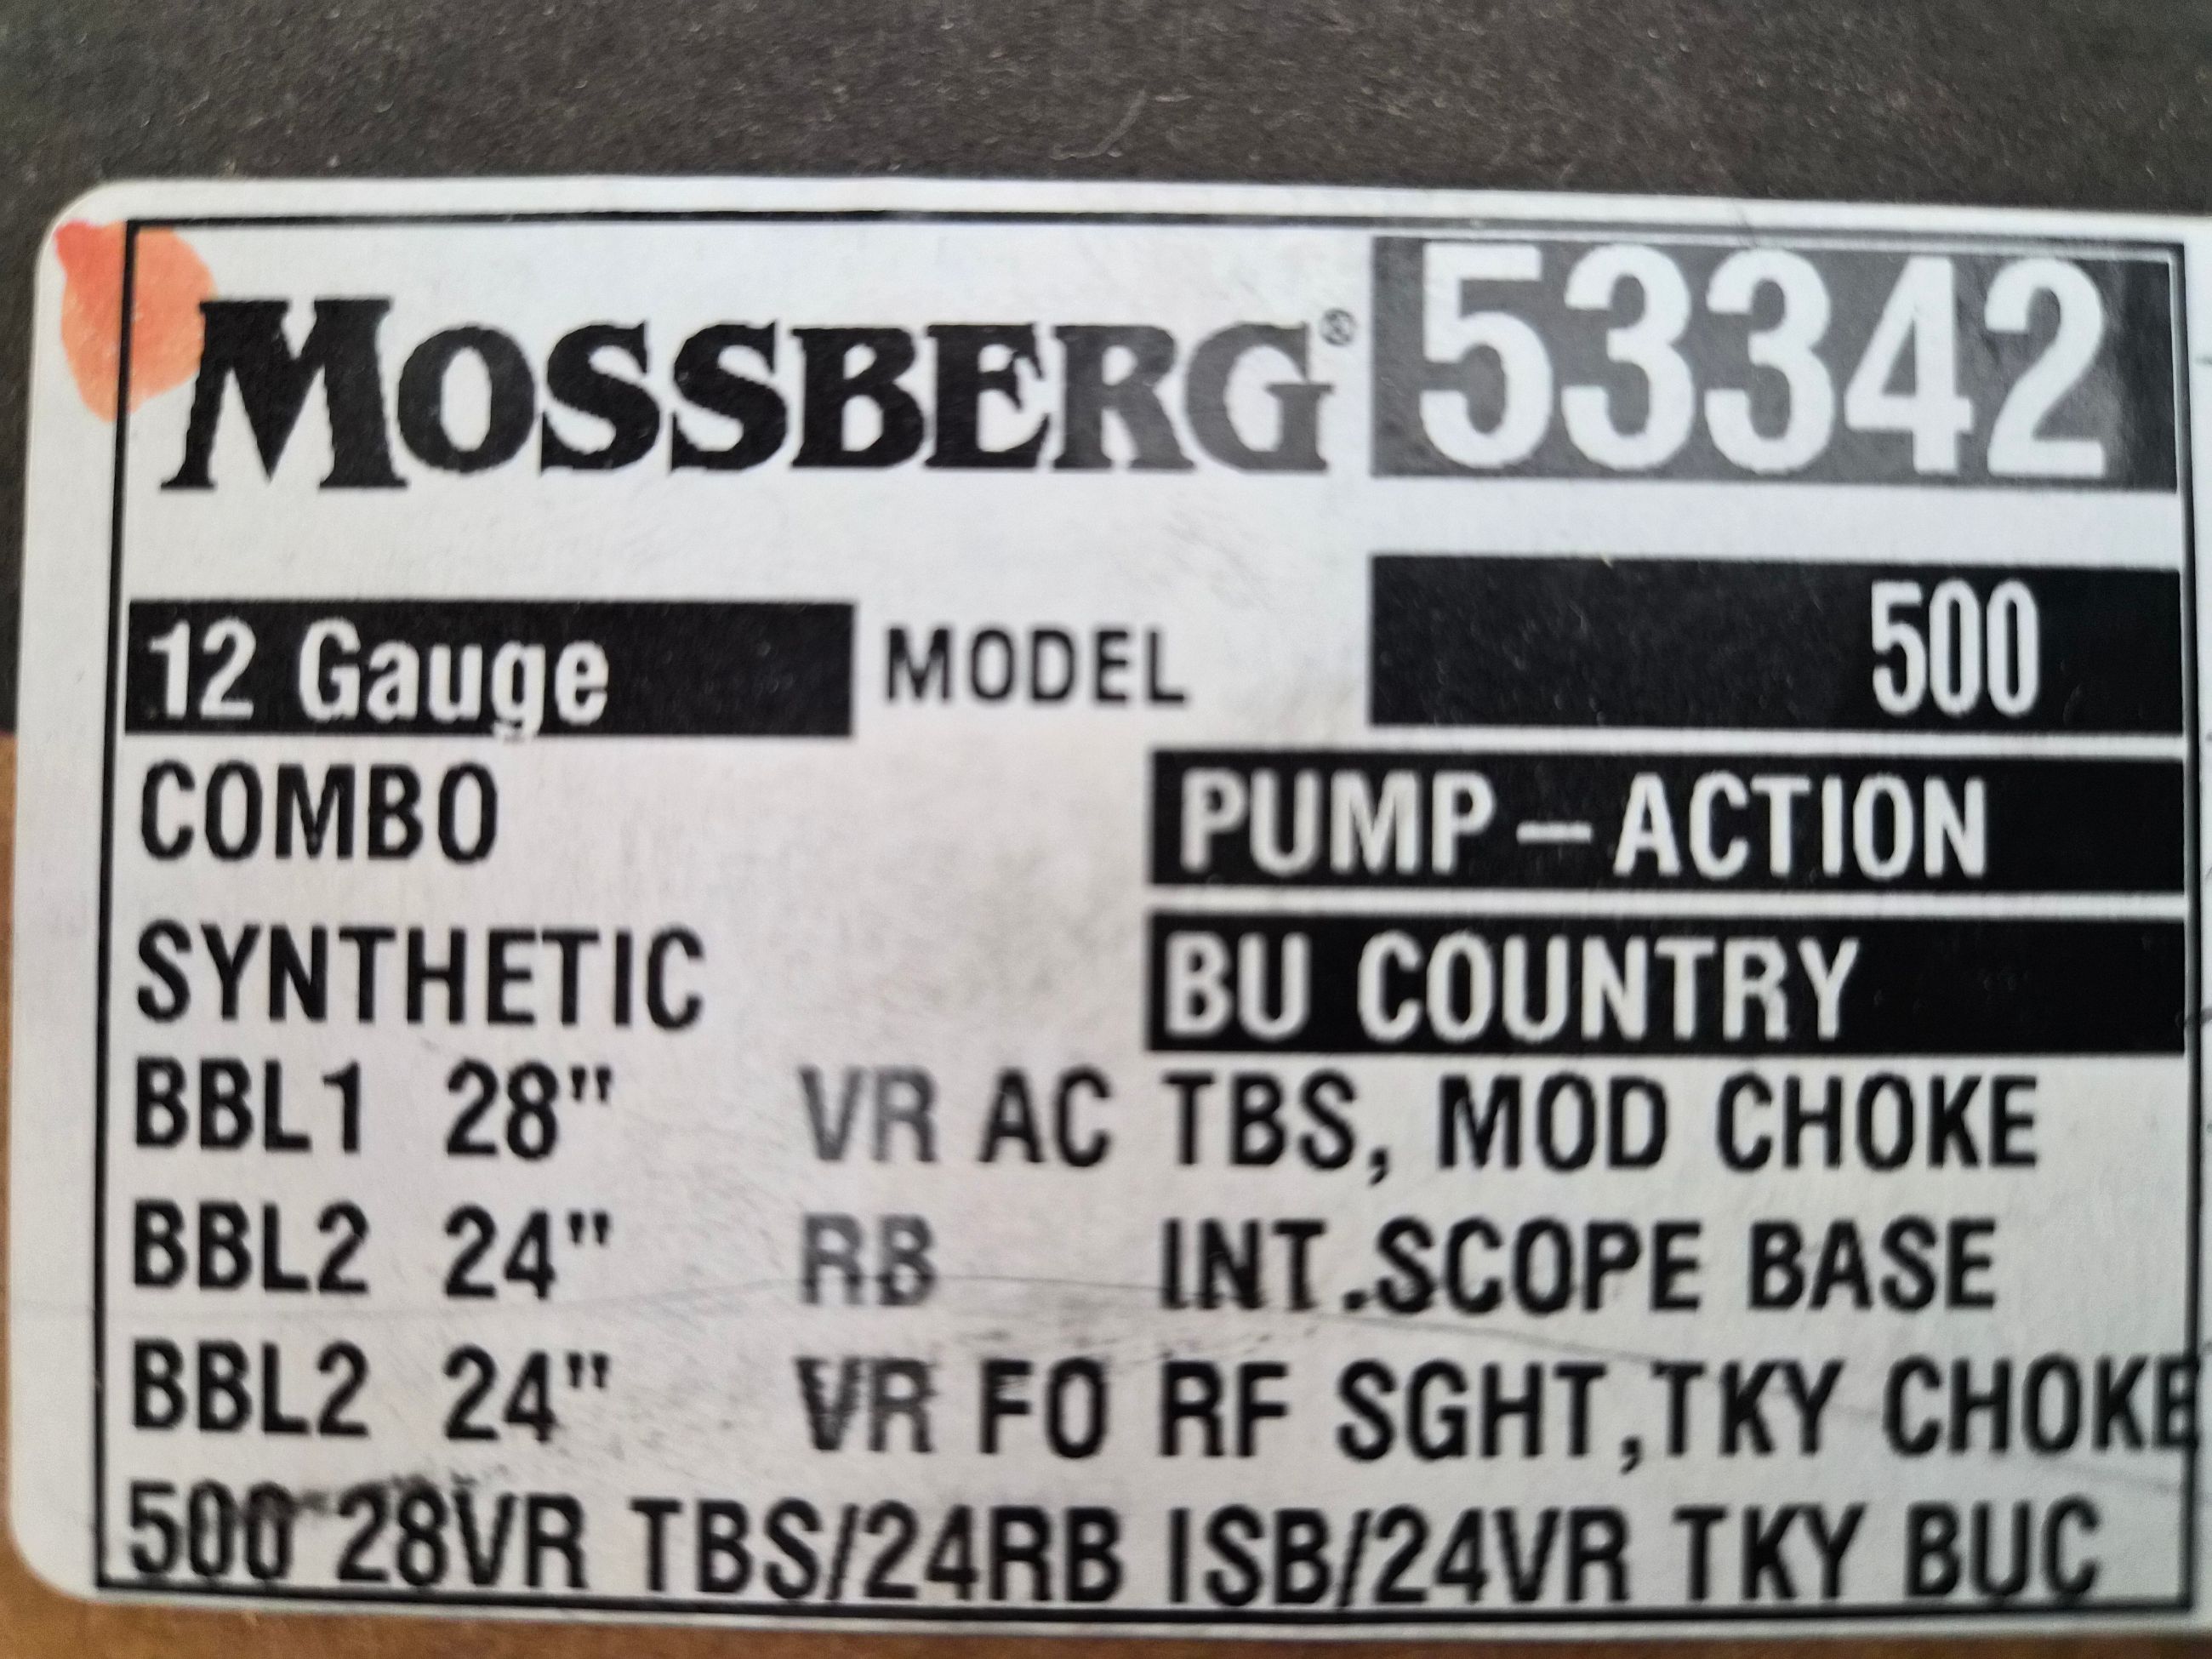 MOSSBERG® 53342
12 Gauge MODEL 500
COMBO PUMP – ACTION
SYNTHETIC BU COUNTRY
BBL1 28" VR AC TBS, MOD CHOKE
BBL2 24" RB INT.SCOPE BASE
BBL2 24" VR FO RF SGHT,TKY CHOKE
500 28VR TBS/24RB ISB/24VR TKY BUC